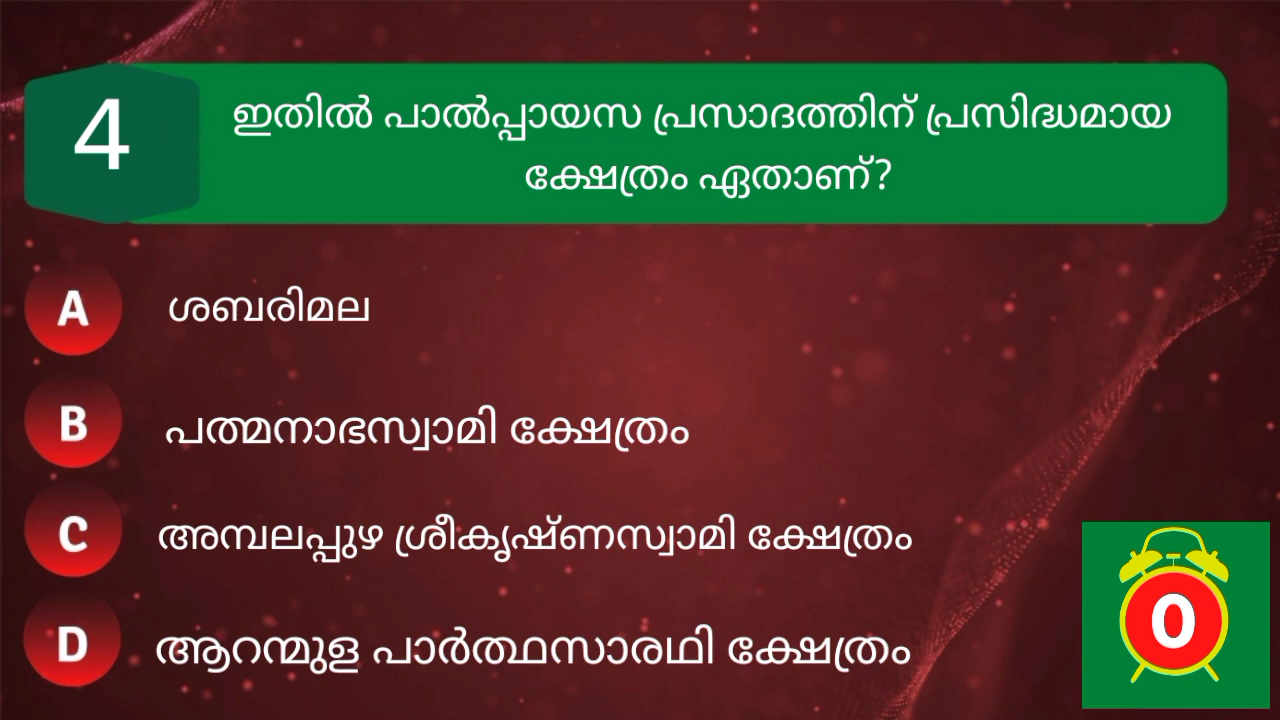 4
ഇതിൽ പാൽപ്പായസ പ്രസാദത്തിന് പ്രസിദ്ധമായ
ക്ഷേത്രം ഏതാണ്?
A ശബരിമല
B പത്മനാഭസ്വാമി ക്ഷേത്രം
C അമ്പലപ്പുഴ ശ്രീകൃഷ്ണസ്വാമി ക്ഷേത്രം
D ആറന്മുള പാർത്ഥസാരഥി ക്ഷേത്രം
0